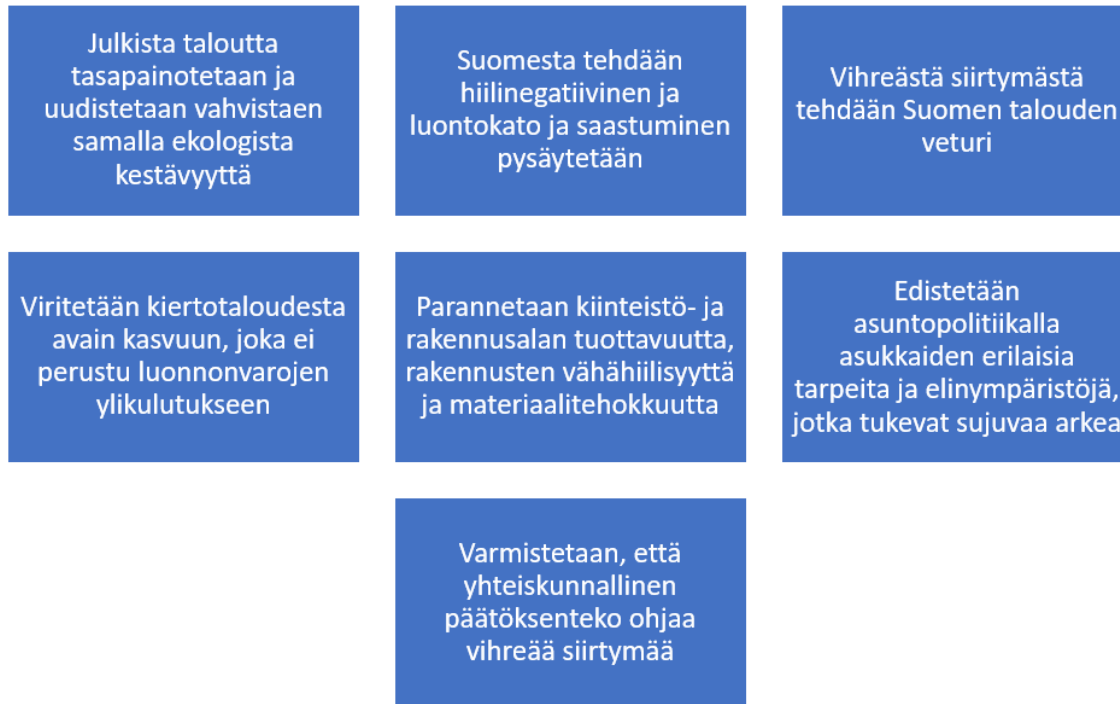 Julkista taloutta
tasapainotetaan ja
uudistetaan vahvistaen
samalla ekologista
kestävyyttä
Suomesta tehdään
hiilinegatiivinen ja
luontokato ja saastuminen
pysäytetään
Vihreästä siirtymästä
tehdään Suomen talouden
veturi
Viritetään kiertotaloudesta
avain kasvuun, joka ei
perustu luonnonvarojen
ylikulutukseen
Parannetaan kiinteistö- ja
rakennusalan tuottavuutta,
rakennusten vähähiilisyyttä
ja materiaalitehokkuutta
Edistetään
asuntopolitiikalla
asukkaiden erilaisia
tarpeita ja elinympäristöjä,
jotka tukevat sujuvaa arkea
Varmistetaan, että
yhteiskunnallinen
päätöksenteko ohjaa
vihreää siirtymää